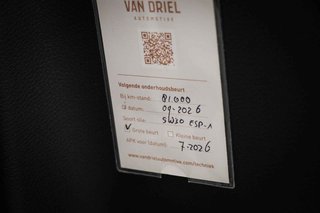 VAN DRIEL
AUTOMOTIVE
Volgende onderhoudsbeurt
Bij km-stand: 81000
datum: 09-2026
Soort olie: 5W30 ESP-1
Grote beurt Kleine beurt
APK voor (datum): 7-2026
www.vandrielautomotive.com/techniek